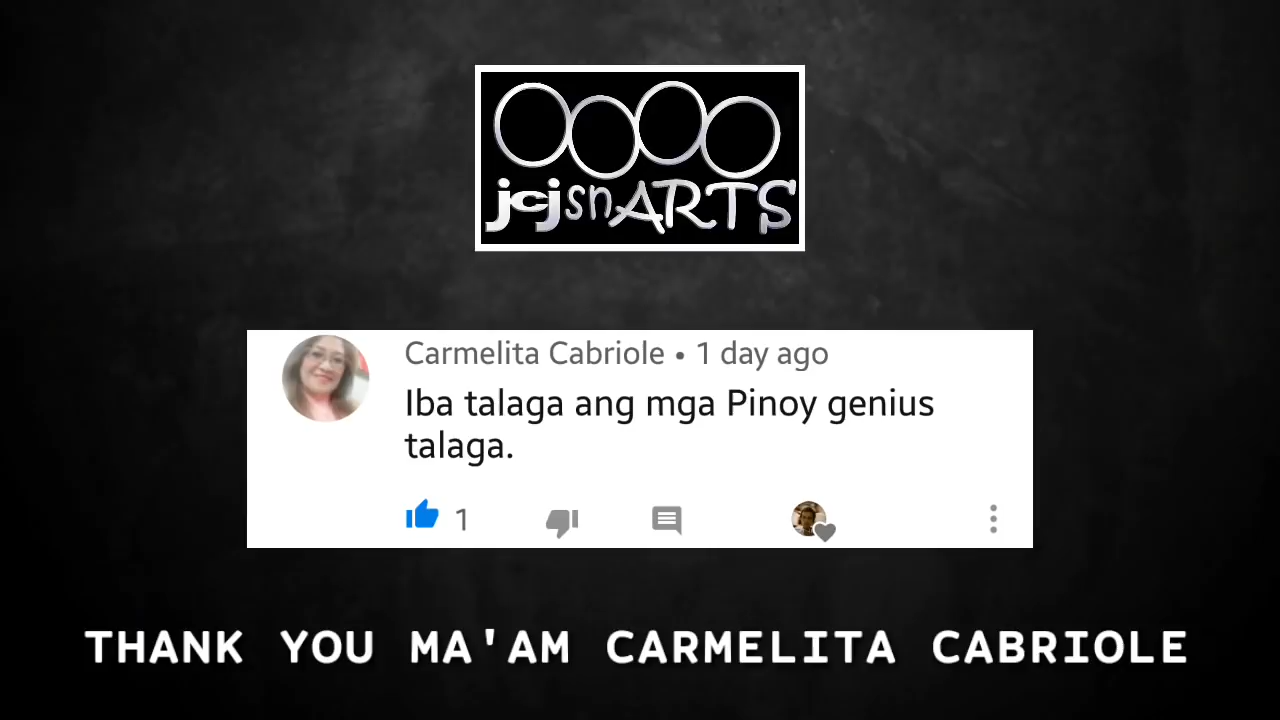 jcjsnARTS
Carmelita Cabriole • 1 day ago
Iba talaga ang mga Pinoy genius
talaga.
1
THANK YOU MA'AM CARMELITA CABRIOLE